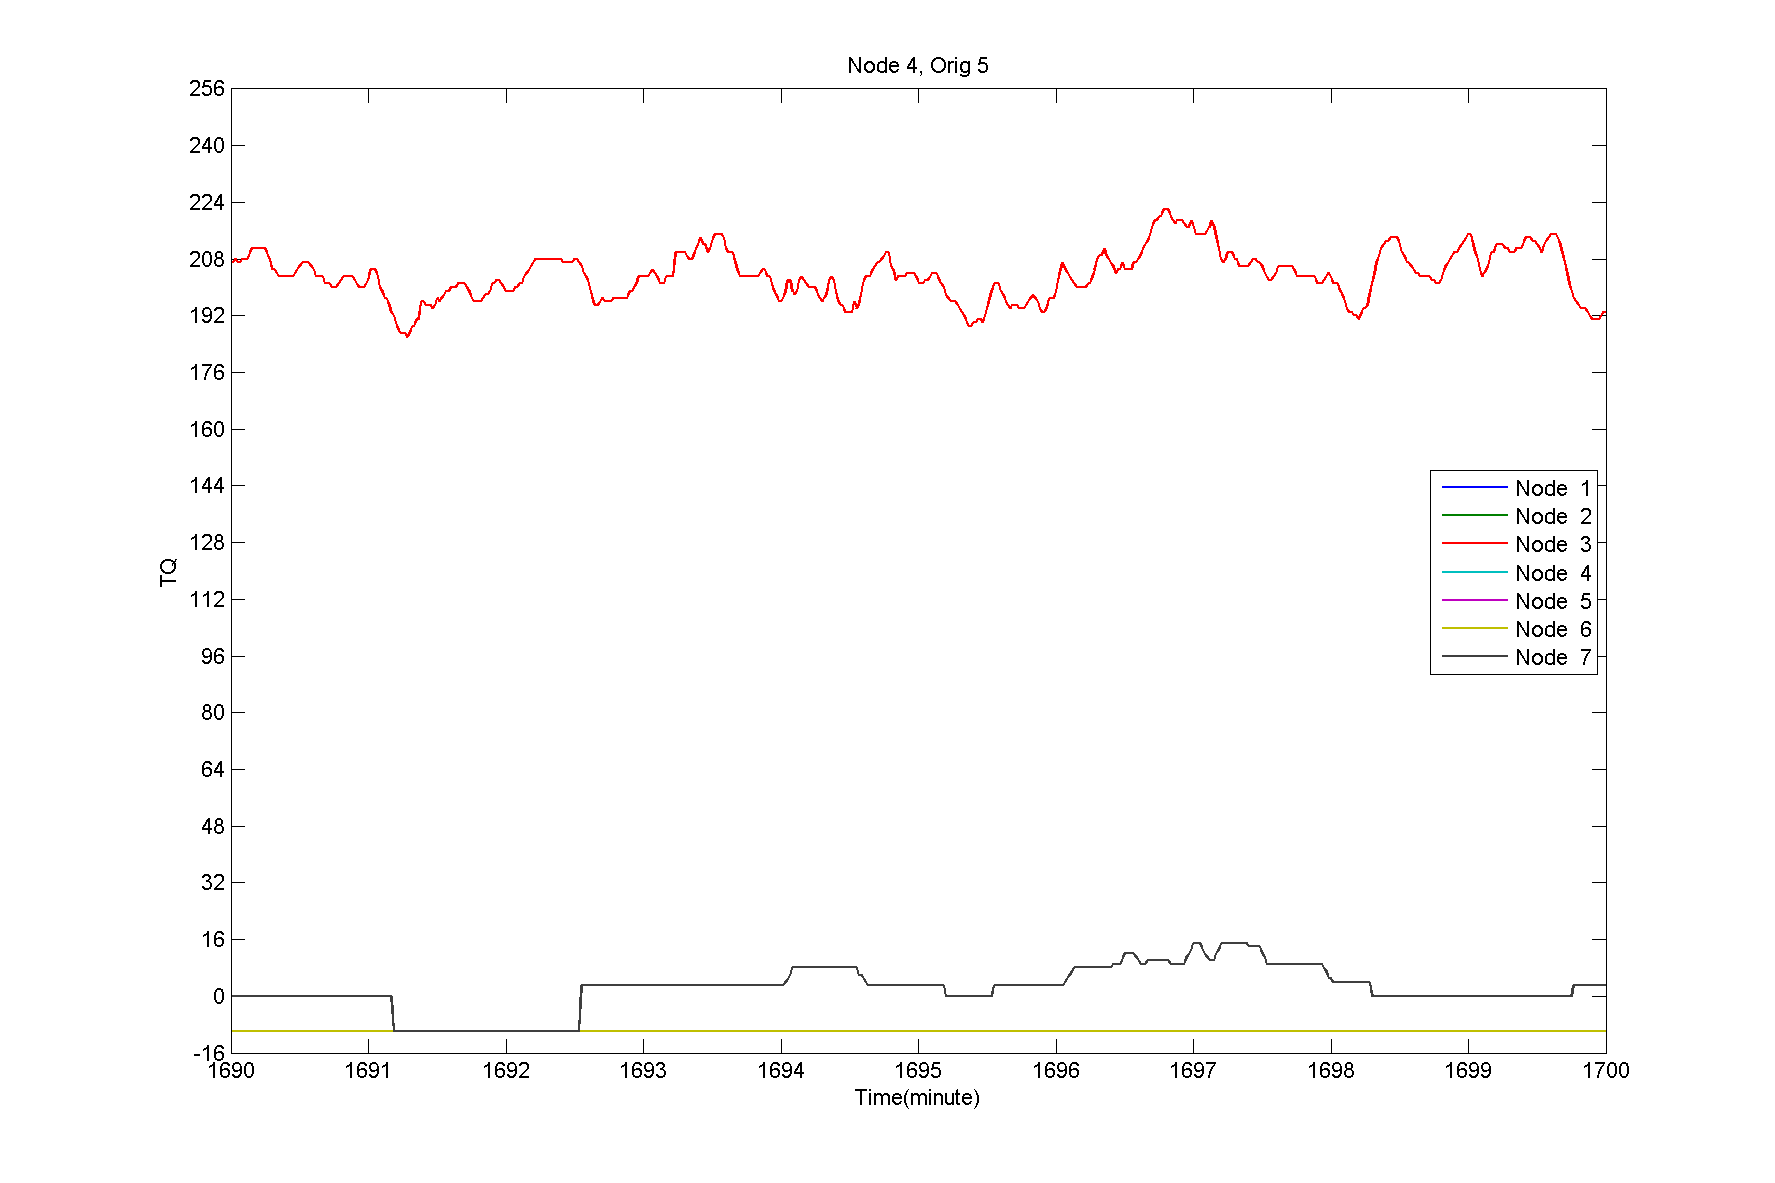 Node 4, Orig 5
256
240
224
208
192
176
160
144
128
112
96
80
64
48
32
16
0
-16
TQ
Node 1
Node 2
Node 3
Node 4
Node 5
Node 6
Node 7
1690 1691 1692 1693 1694 1695 1696 1697 1698 1699 1700
Time(minute)